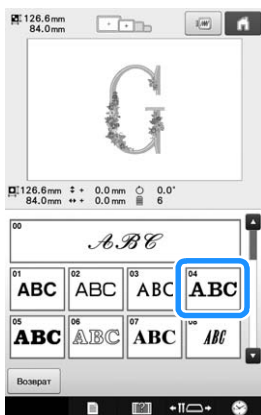 126.6mm
84.0mm
G
126.6mm + 0.0mm 0.0°
84.0mm + 0.0mm 6
00
ABC
01 02 03 04
ABC ABC ABC ABC
05 06 07 08
ABC ABC ABC ABC
Возврат